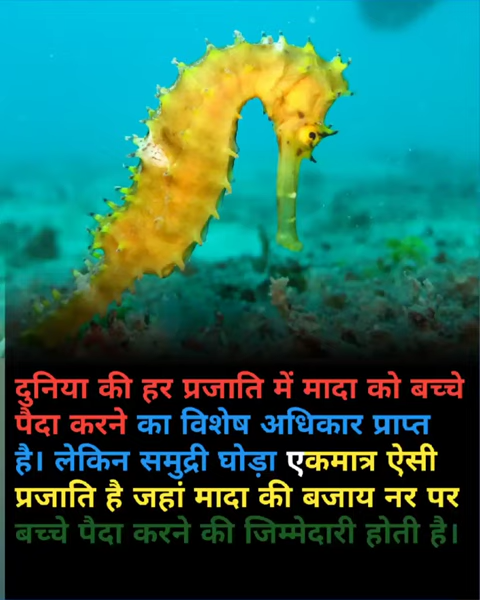 दुनिया की हर प्रजाति में मादा को बच्चे
पैदा करने का विशेष अधिकार प्राप्त
है। लेकिन समुद्री घोड़ा एकमात्र ऐसी
प्रजाति है जहां मादा की बजाय नर पर
बच्चे पैदा करने की जिम्मेदारी होती है।